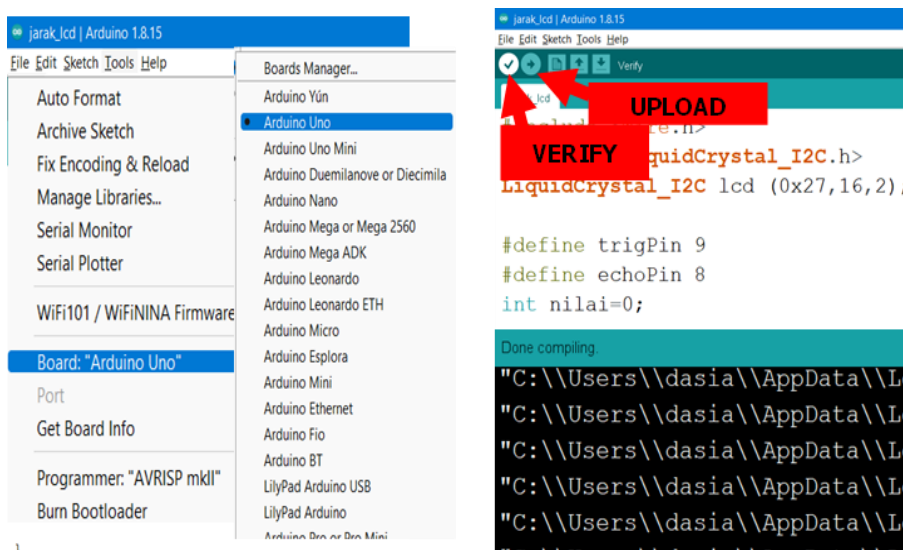 jarak_lcd | Arduino 1.8.15
File Edit Sketch Tools Help
Auto Format
Archive Sketch
Fix Encoding & Reload
Manage Libraries...
Serial Monitor
Serial Plotter
WiFi101 / WiFiNINA Firmware
Board: "Arduino Uno"
Port
Get Board Info
Programmer: "AVRISP mkII"
Burn Bootloader
Boards Manager...
Arduino Yún
Arduino Uno
Arduino Uno Mini
Arduino Duemilanove or Diecimila
Arduino Nano
Arduino Mega or Mega 2560
Arduino Mega ADK
Arduino Leonardo
Arduino Leonardo ETH
Arduino Micro
Arduino Esplora
Arduino Mini
Arduino Ethernet
Arduino Fio
Arduino BT
LilyPad Arduino USB
LilyPad Arduino
Arduino Pro or Pro Mini
jarak_lcd | Arduino 1.8.15
File Edit Sketch Tools Help
Verify
UPLOAD
VERIFY
quidCrystal_I2C.h>
LiquidCrystal_I2C lcd (0x27,16,2)
#define trigPin 9
#define echoPin 8
int nilai=0;
Done compiling.
"C:\\Users\\dasia\\AppData\\L
"C:\\Users\\dasia\\AppData\\L
"C:\\Users\\dasia\\AppData\\L
"C:\\Users\\dasia\\AppData\\L
"C:\\Users\\dasia\\AppData\\L